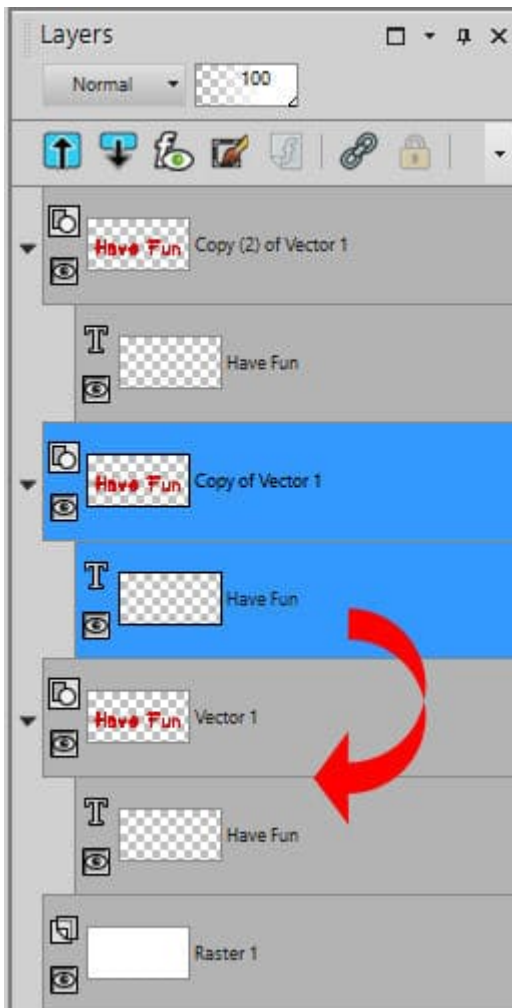 Layers
Normal
100
Have Fun Copy (2) of Vector 1
T Have Fun
Have Fun Copy of Vector 1
T Have Fun
Have Fun Vector 1
T Have Fun
Raster 1